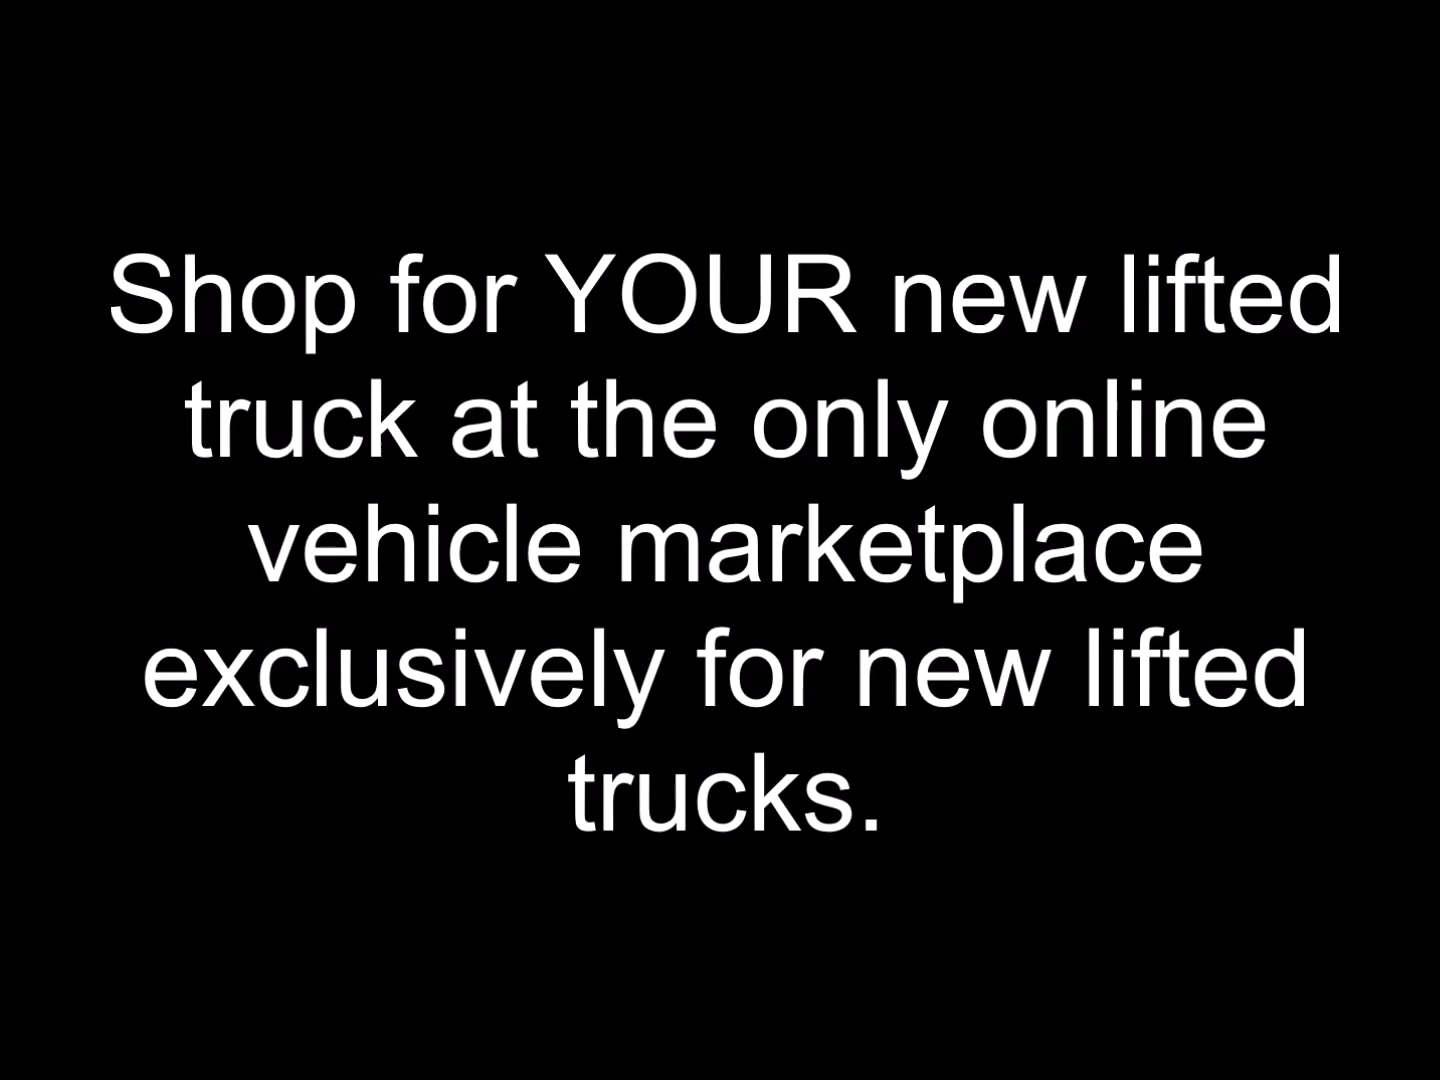 Shop for YOUR new lifted
truck at the only online
vehicle marketplace
exclusively for new lifted
trucks.